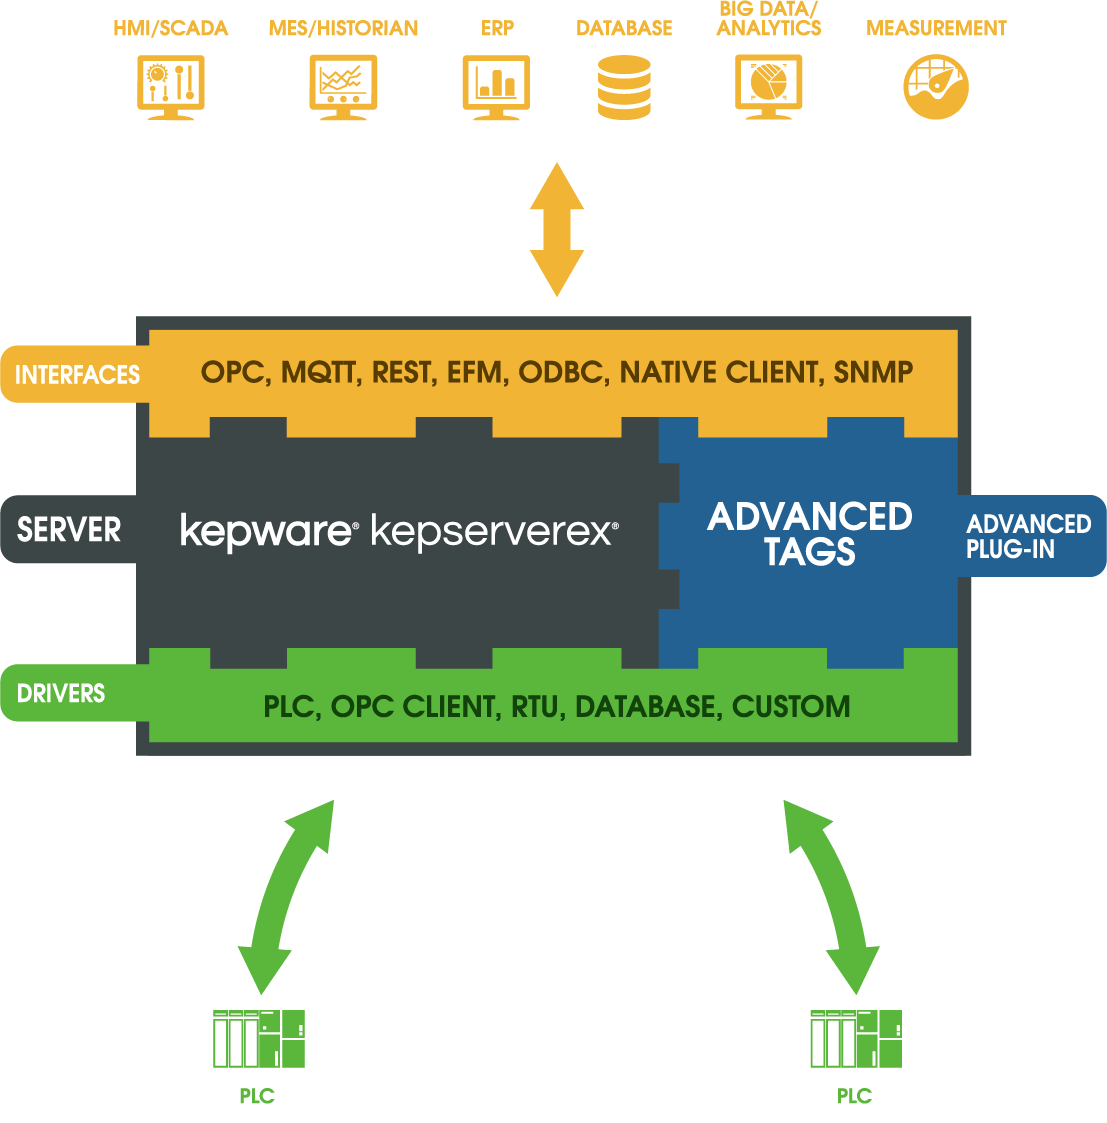 HMI/SCADA
MES/HISTORIAN
ERP
DATABASE
BIG DATA/
ANALYTICS
MEASUREMENT
INTERFACES
OPC, MQTT, REST, EFM, ODBC, NATIVE CLIENT, SNMP
SERVER
kepware® kepserverex®
ADVANCED
TAGS
ADVANCED
PLUG-IN
DRIVERS
PLC, OPC CLIENT, RTU, DATABASE, CUSTOM
PLC
PLC